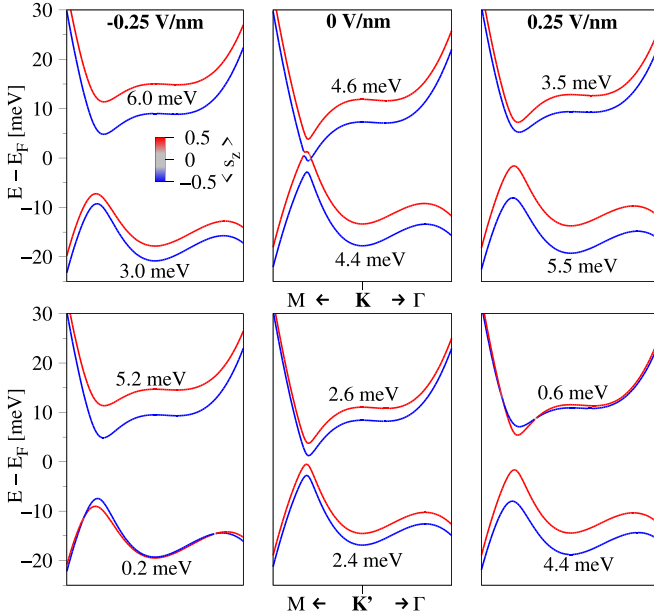 -0.25 V/nm 0 V/nm 0.25 V/nm
30
20
10
0
−10
−20
E − E_F [meV]
6.0 meV
0.5
0
−0.5
< s_z >
3.0 meV
4.6 meV
4.4 meV
3.5 meV
5.5 meV
M ← K → Γ
30
20
10
0
−10
−20
E − E_F [meV]
5.2 meV
0.2 meV
2.6 meV
2.4 meV
0.6 meV
4.4 meV
M ← K' → Γ